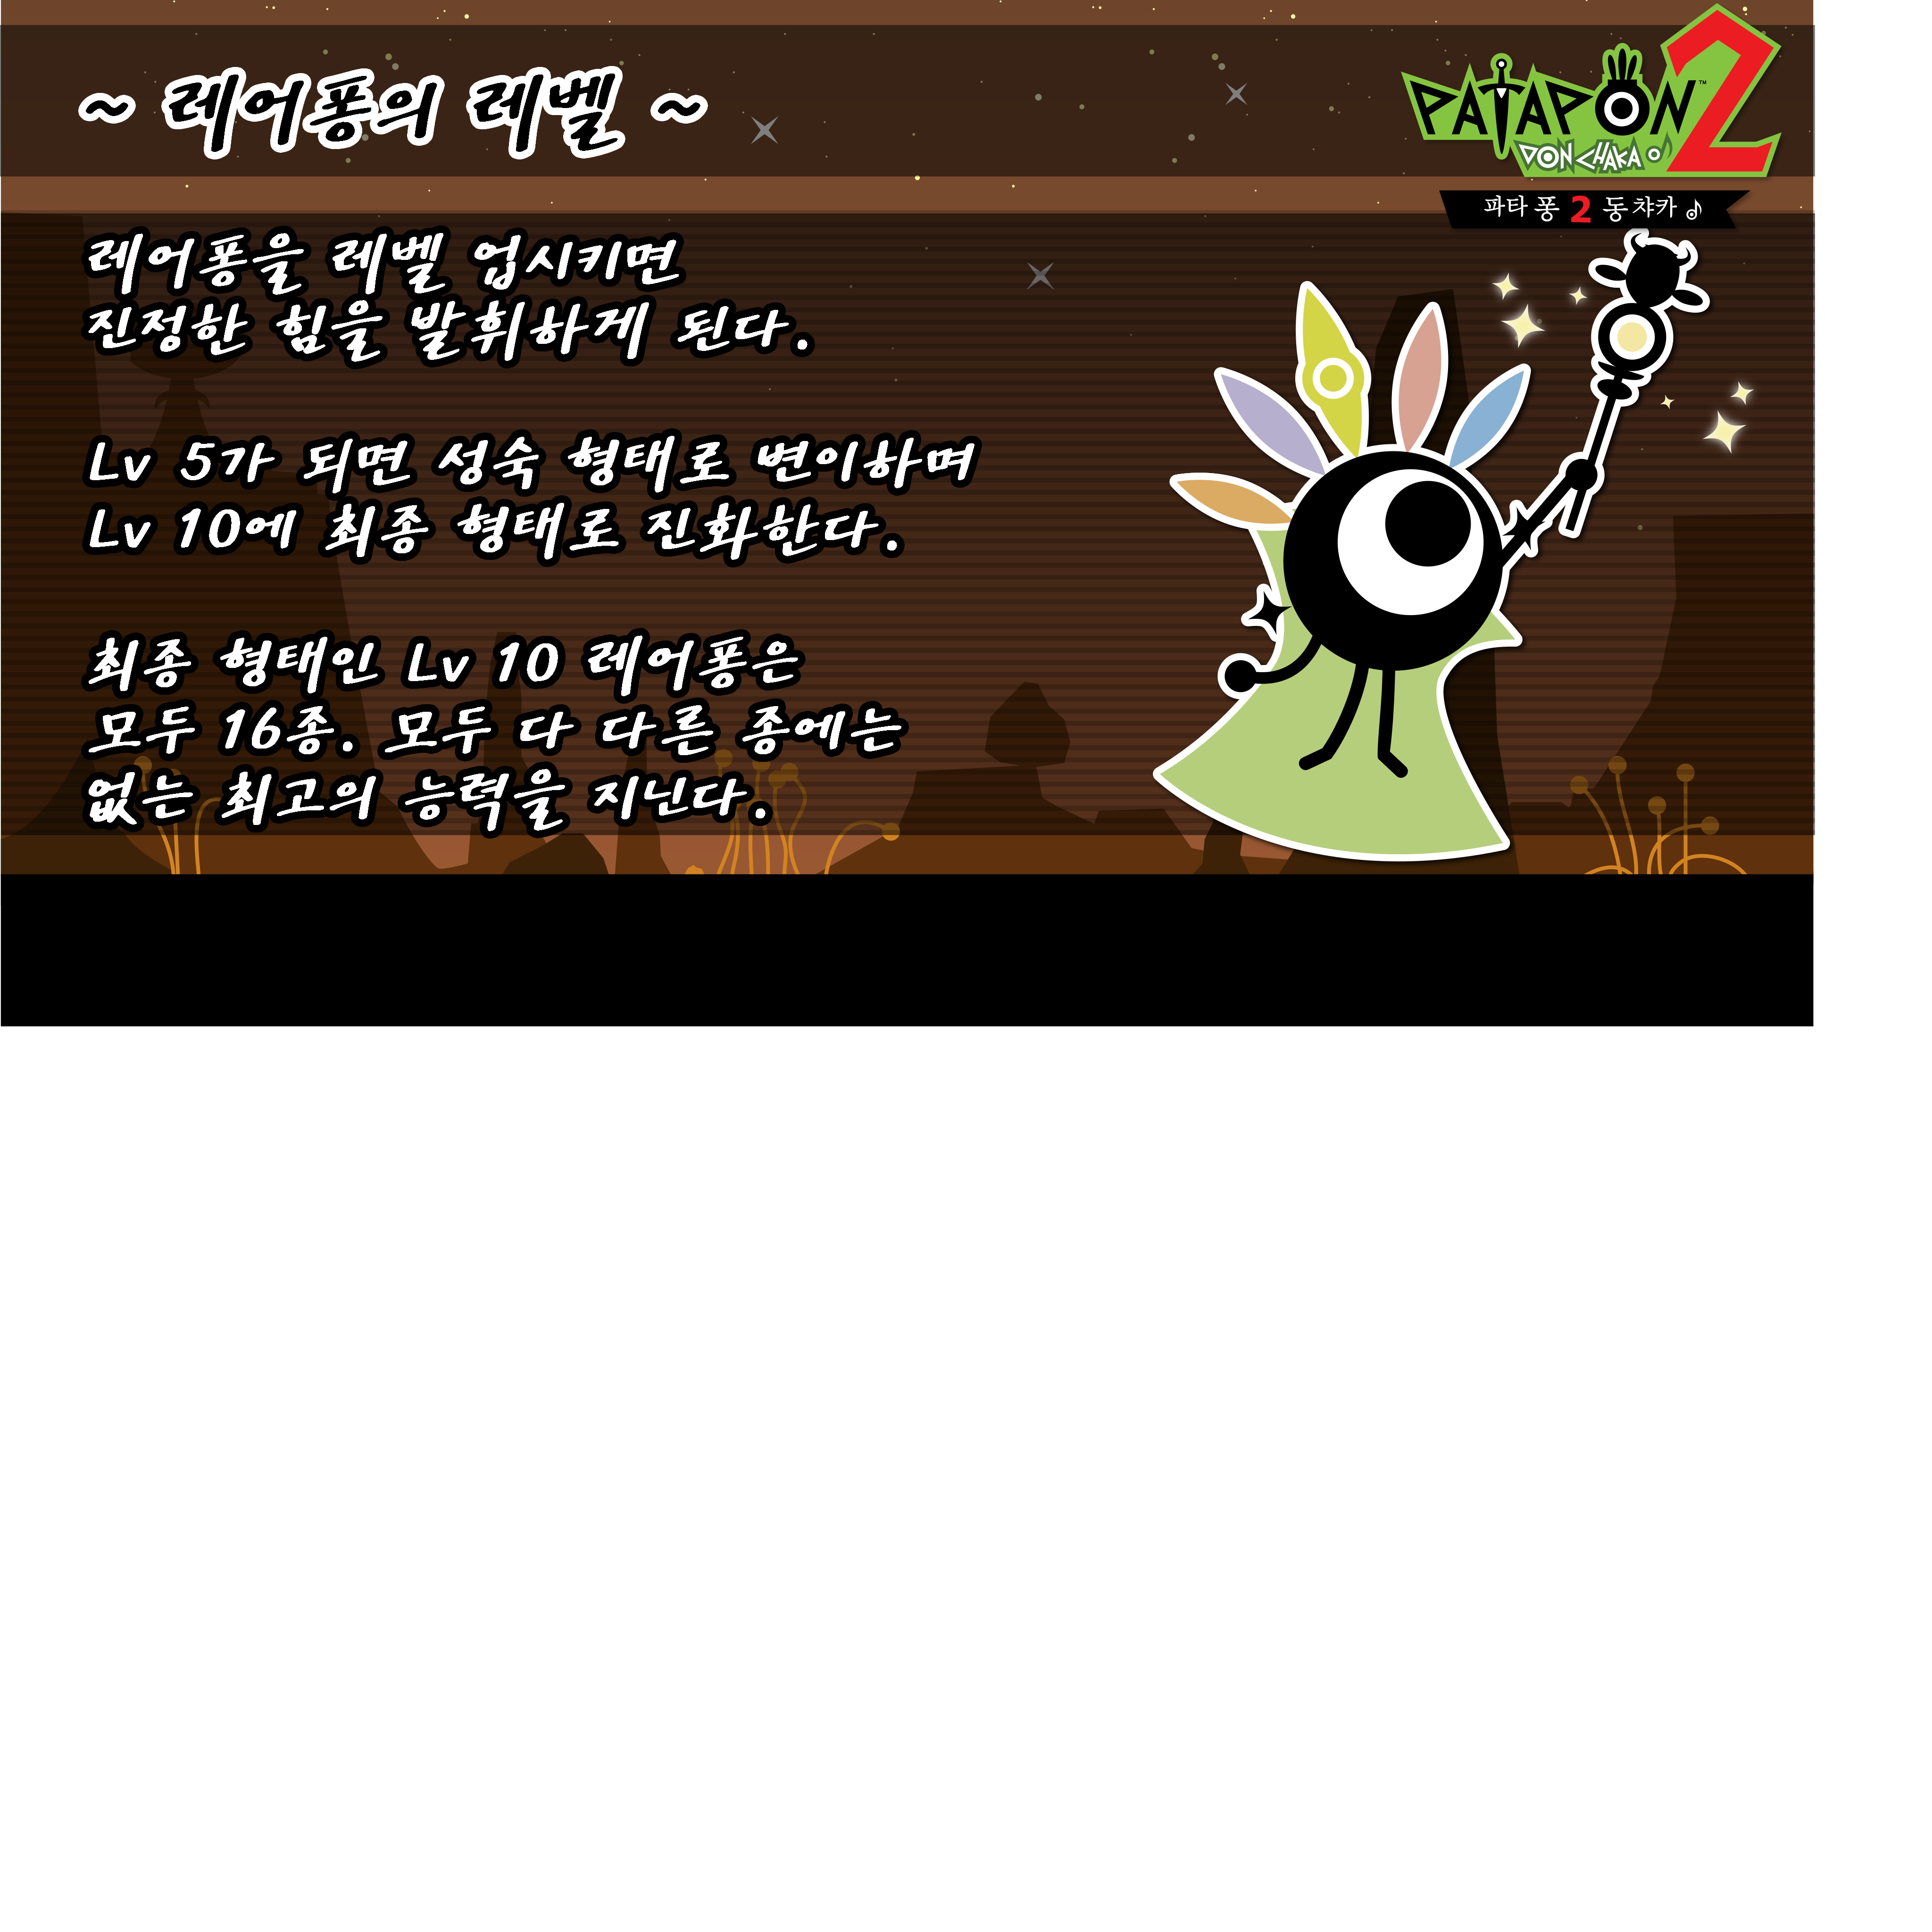 ~ 레어퐁의 레벨 ~
PATAPON™2
DON CHAKA♪
파타퐁 2 동챠카♪
레어퐁을 레벨 업시키면
진정한 힘을 발휘하게 된다.
Lv 5가 되면 성숙 형태로 변이하며
Lv 10에 최종 형태로 진화한다.
최종 형태인 Lv 10 레어퐁은
모두 16종. 모두 다 다른 종에는
없는 최고의 능력을 지닌다.